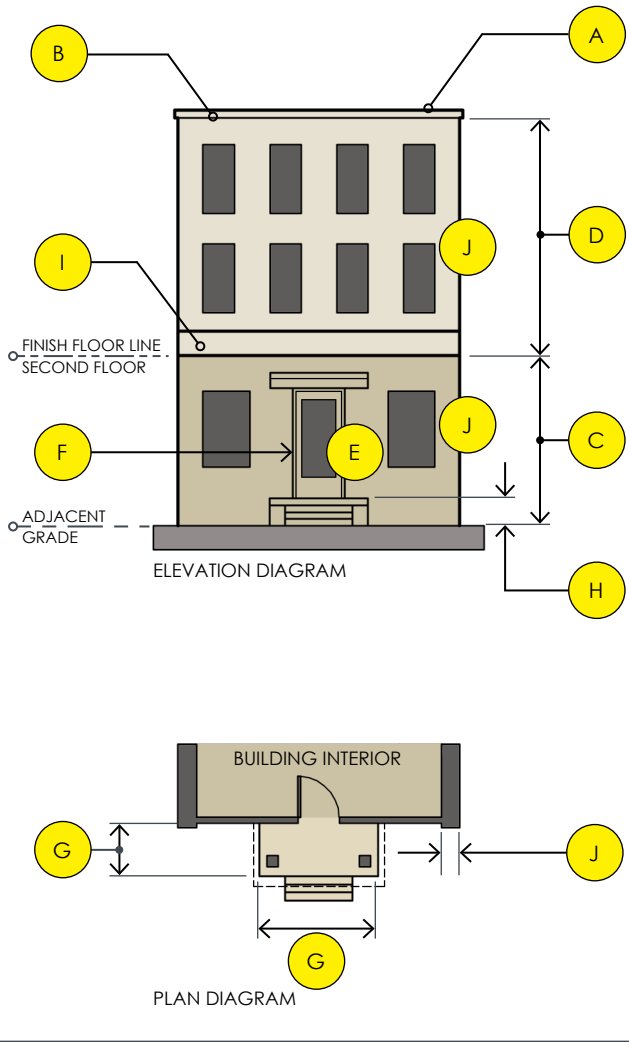 A
B
D
J
I
FINISH FLOOR LINE
SECOND FLOOR
J
C
F
E
ADJACENT
GRADE
ELEVATION DIAGRAM
H
BUILDING INTERIOR
G
J
G
PLAN DIAGRAM